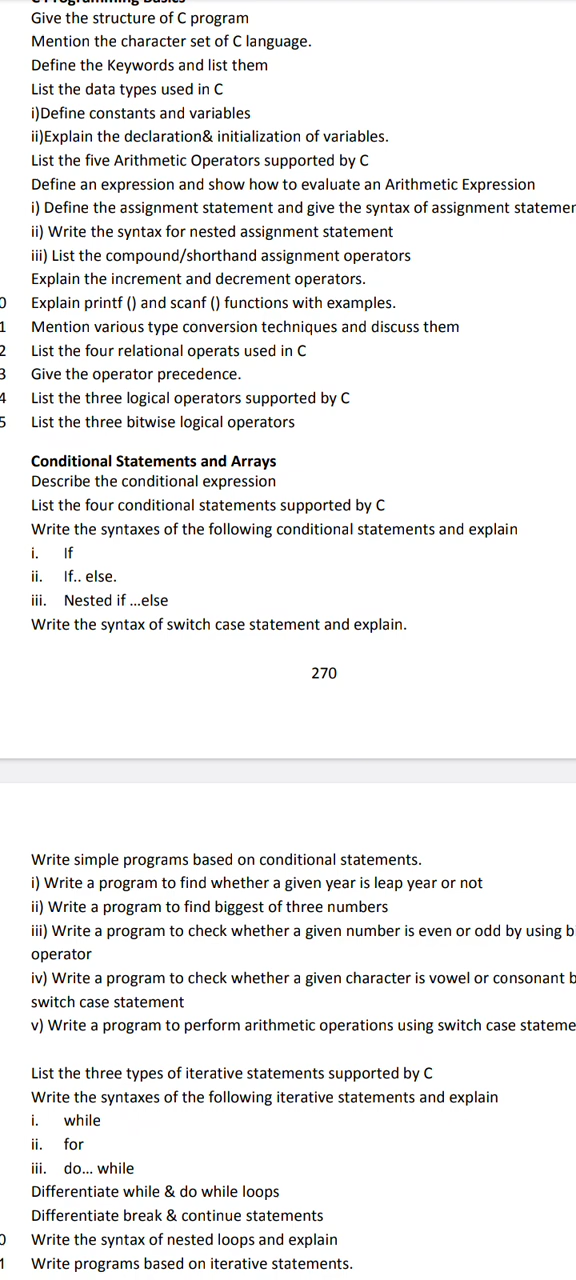 C Programming Basics
Give the structure of C program
Mention the character set of C language.
Define the Keywords and list them
List the data types used in C
i)Define constants and variables
ii)Explain the declaration& initialization of variables.
List the five Arithmetic Operators supported by C
Define an expression and show how to evaluate an Arithmetic Expression
i) Define the assignment statement and give the syntax of assignment statemer
ii) Write the syntax for nested assignment statement
iii) List the compound/shorthand assignment operators
Explain the increment and decrement operators.
0 Explain printf () and scanf () functions with examples.
1 Mention various type conversion techniques and discuss them
2 List the four relational operats used in C
3 Give the operator precedence.
4 List the three logical operators supported by C
5 List the three bitwise logical operators
Conditional Statements and Arrays
Describe the conditional expression
List the four conditional statements supported by C
Write the syntaxes of the following conditional statements and explain
i. If
ii. If.. else.
iii. Nested if ...else
Write the syntax of switch case statement and explain.
270
Write simple programs based on conditional statements.
i) Write a program to find whether a given year is leap year or not
ii) Write a program to find biggest of three numbers
iii) Write a program to check whether a given number is even or odd by using b
operator
iv) Write a program to check whether a given character is vowel or consonant b
switch case statement
v) Write a program to perform arithmetic operations using switch case stateme
List the three types of iterative statements supported by C
Write the syntaxes of the following iterative statements and explain
i. while
ii. for
iii. do... while
Differentiate while & do while loops
Differentiate break & continue statements
0 Write the syntax of nested loops and explain
1 Write programs based on iterative statements.